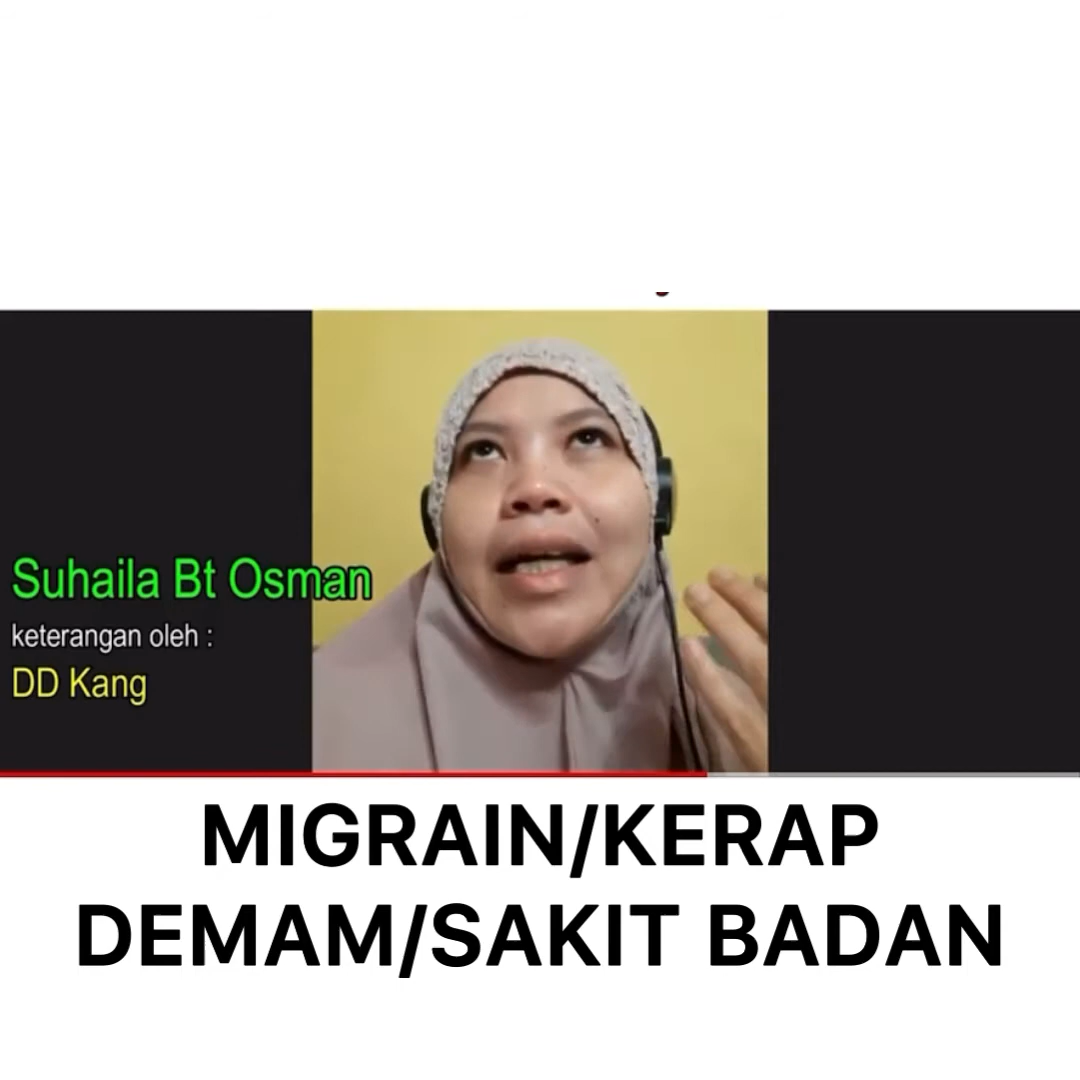 Suhaila Bt Osman
keterangan oleh :
DD Kang
MIGRAIN/KERAP
DEMAM/SAKIT BADAN